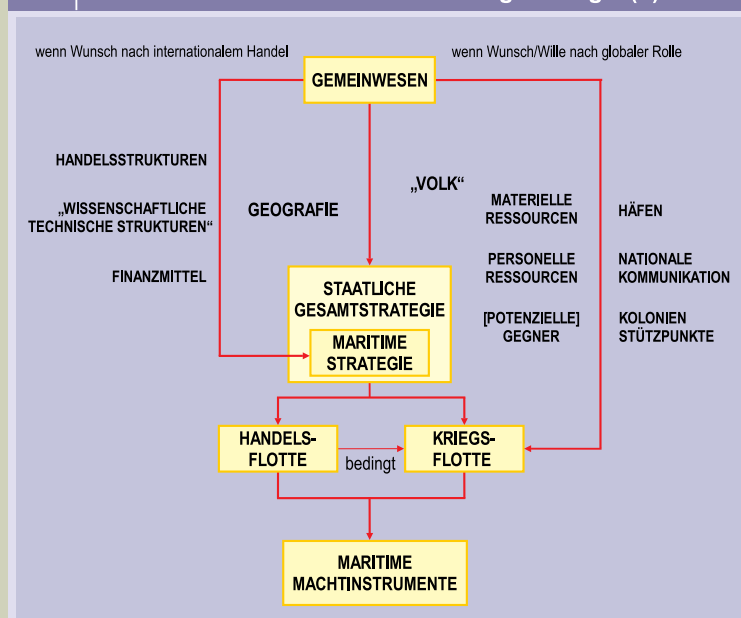 wenn Wunsch nach internationalem Handel
wenn Wunsch/Wille nach globaler Rolle
GEMEINWESEN
HANDELSSTRUKTUREN
„WISSENSCHAFTLICHE
TECHNISCHE STRUKTUREN“
FINANZMITTEL
GEOGRAFIE
„VOLK“
MATERIELLE
RESSOURCEN
PERSONELLE
RESSOURCEN
[POTENZIELLE]
GEGNER
HÄFEN
NATIONALE
KOMMUNIKATION
KOLONIEN
STÜTZPUNKTE
STAATLICHE
GESAMTSTRATEGIE
MARITIME
STRATEGIE
HANDELS-
FLOTTE
bedingt
KRIEGS-
FLOTTE
MARITIME
MACHTINSTRUMENTE